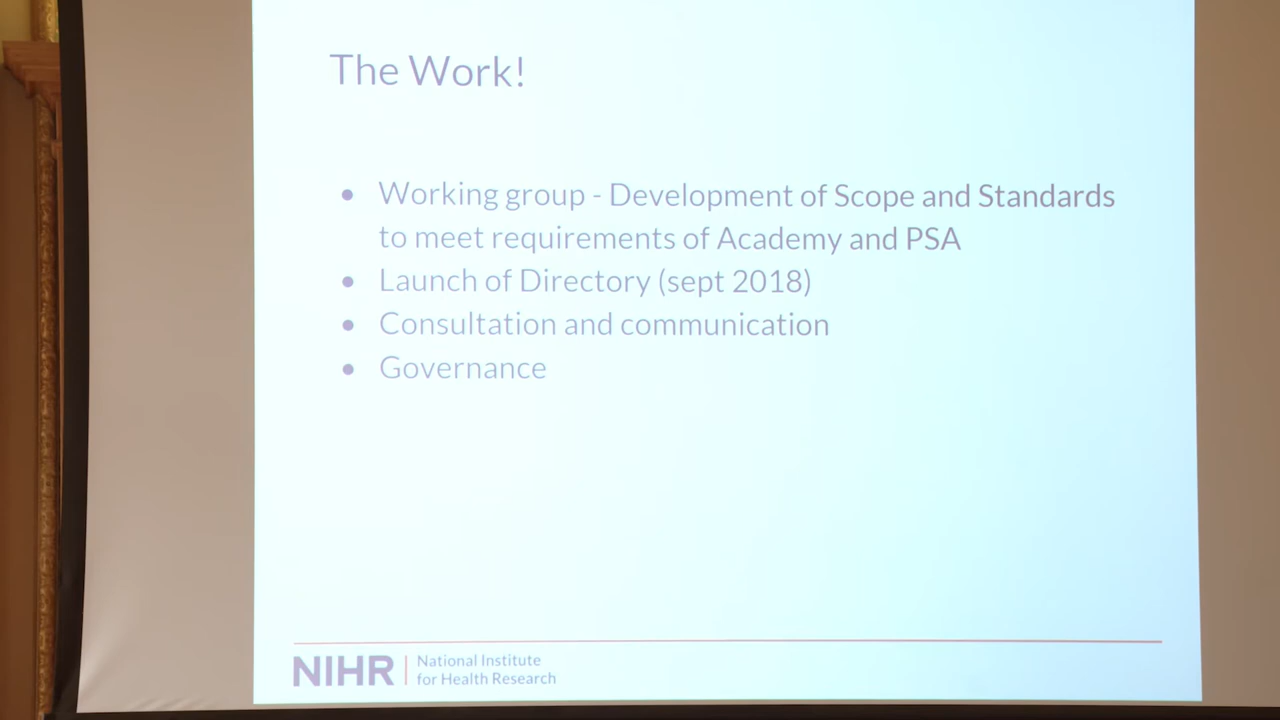 The Work!
• Working group - Development of Scope and Standards
to meet requirements of Academy and PSA
• Launch of Directory (sept 2018)
• Consultation and communication
• Governance
NIHR | National Institute
for Health Research